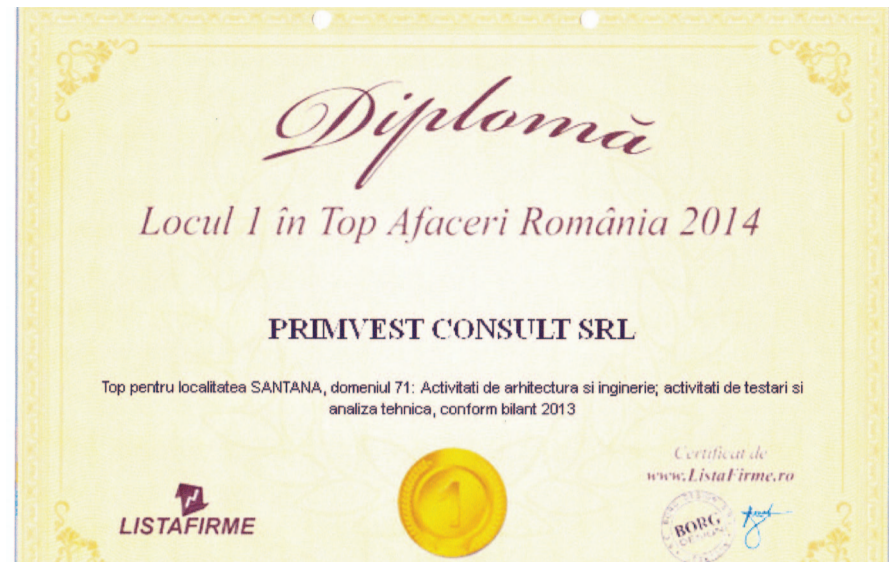 Diplomă
Locul 1 în Top Afaceri România 2014
PRIMVEST CONSULT SRL
Top pentru localitatea SANTANA, domeniul 71: Activitati de arhitectura si inginerie; activitati de testari si
analiza tehnica, conform bilant 2013
Certificat de
www.ListaFirme.ro
LISTAFIRME
1
BORG
DESIGN